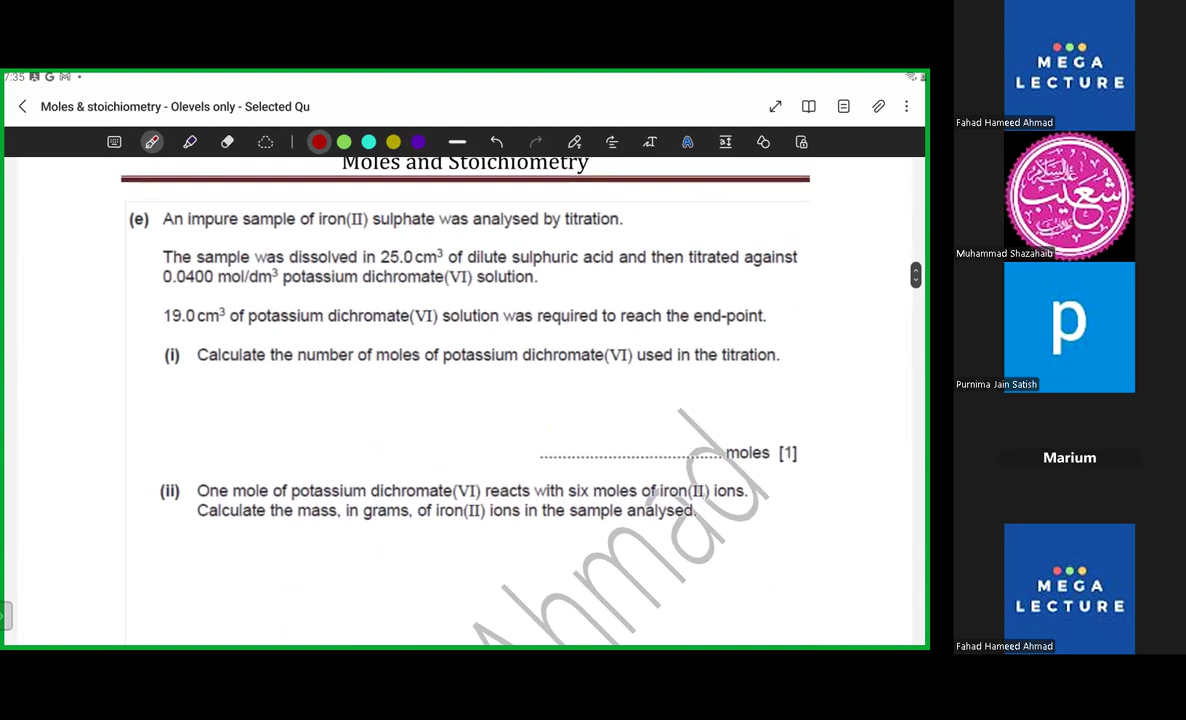 7:35
Moles & stoichiometry - Olevels only - Selected Qu
Moles and Stoichiometry
(e) An impure sample of iron(II) sulphate was analysed by titration.
The sample was dissolved in 25.0 cm³ of dilute sulphuric acid and then titrated against
0.0400 mol/dm³ potassium dichromate(VI) solution.
19.0 cm³ of potassium dichromate(VI) solution was required to reach the end-point.
(i) Calculate the number of moles of potassium dichromate(VI) used in the titration.
........................................ moles [1]
(ii) One mole of potassium dichromate(VI) reacts with six moles of iron(II) ions.
Calculate the mass, in grams, of iron(II) ions in the sample analysed.
Ahmad
MEGA
LECTURE
Fahad Hameed Ahmad
شعيب
عليه السلام
Muhammad Shazahaib
p
Purnima Jain Satish
Marium
MEGA
LECTURE
Fahad Hameed Ahmad